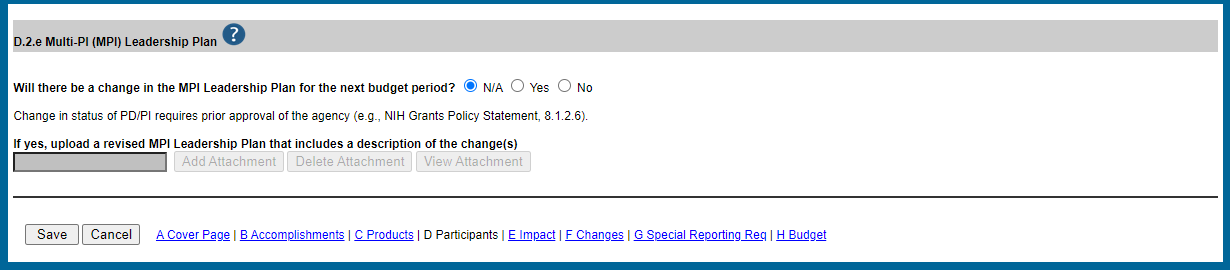 D.2.e Multi-PI (MPI) Leadership Plan ?
Will there be a change in the MPI Leadership Plan for the next budget period? N/A Yes No
Change in status of PD/PI requires prior approval of the agency (e.g., NIH Grants Policy Statement, 8.1.2.6).
If yes, upload a revised MPI Leadership Plan that includes a description of the change(s)
Add Attachment Delete Attachment View Attachment
Save Cancel A Cover Page | B Accomplishments | C Products | D Participants | E Impact | F Changes | G Special Reporting Req | H Budget